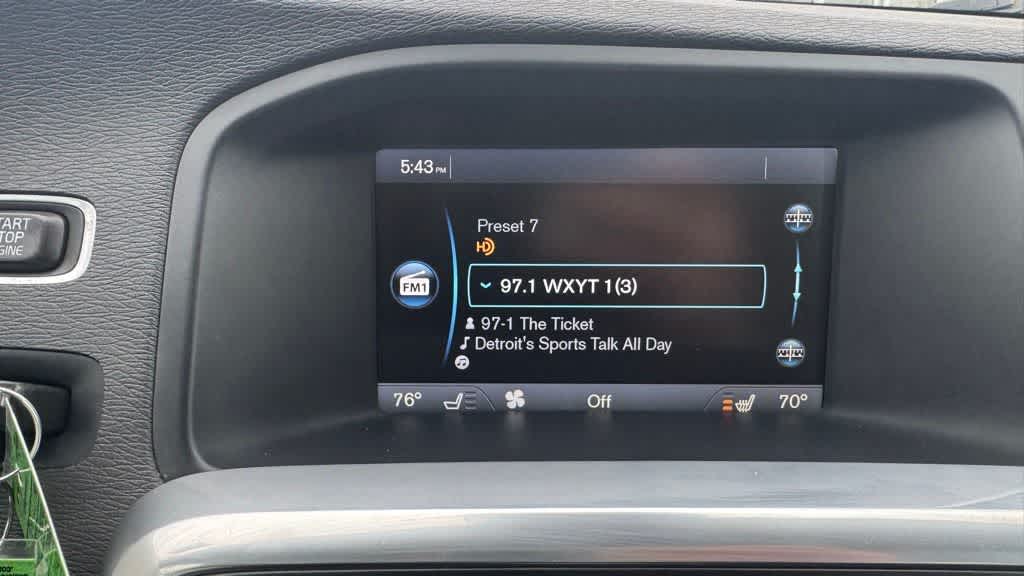 5:43 PM
START
STOP
ENGINE
Preset 7
HD
FM1
97.1 WXYT 1(3)
97-1 The Ticket
Detroit's Sports Talk All Day
76°
Off
70°